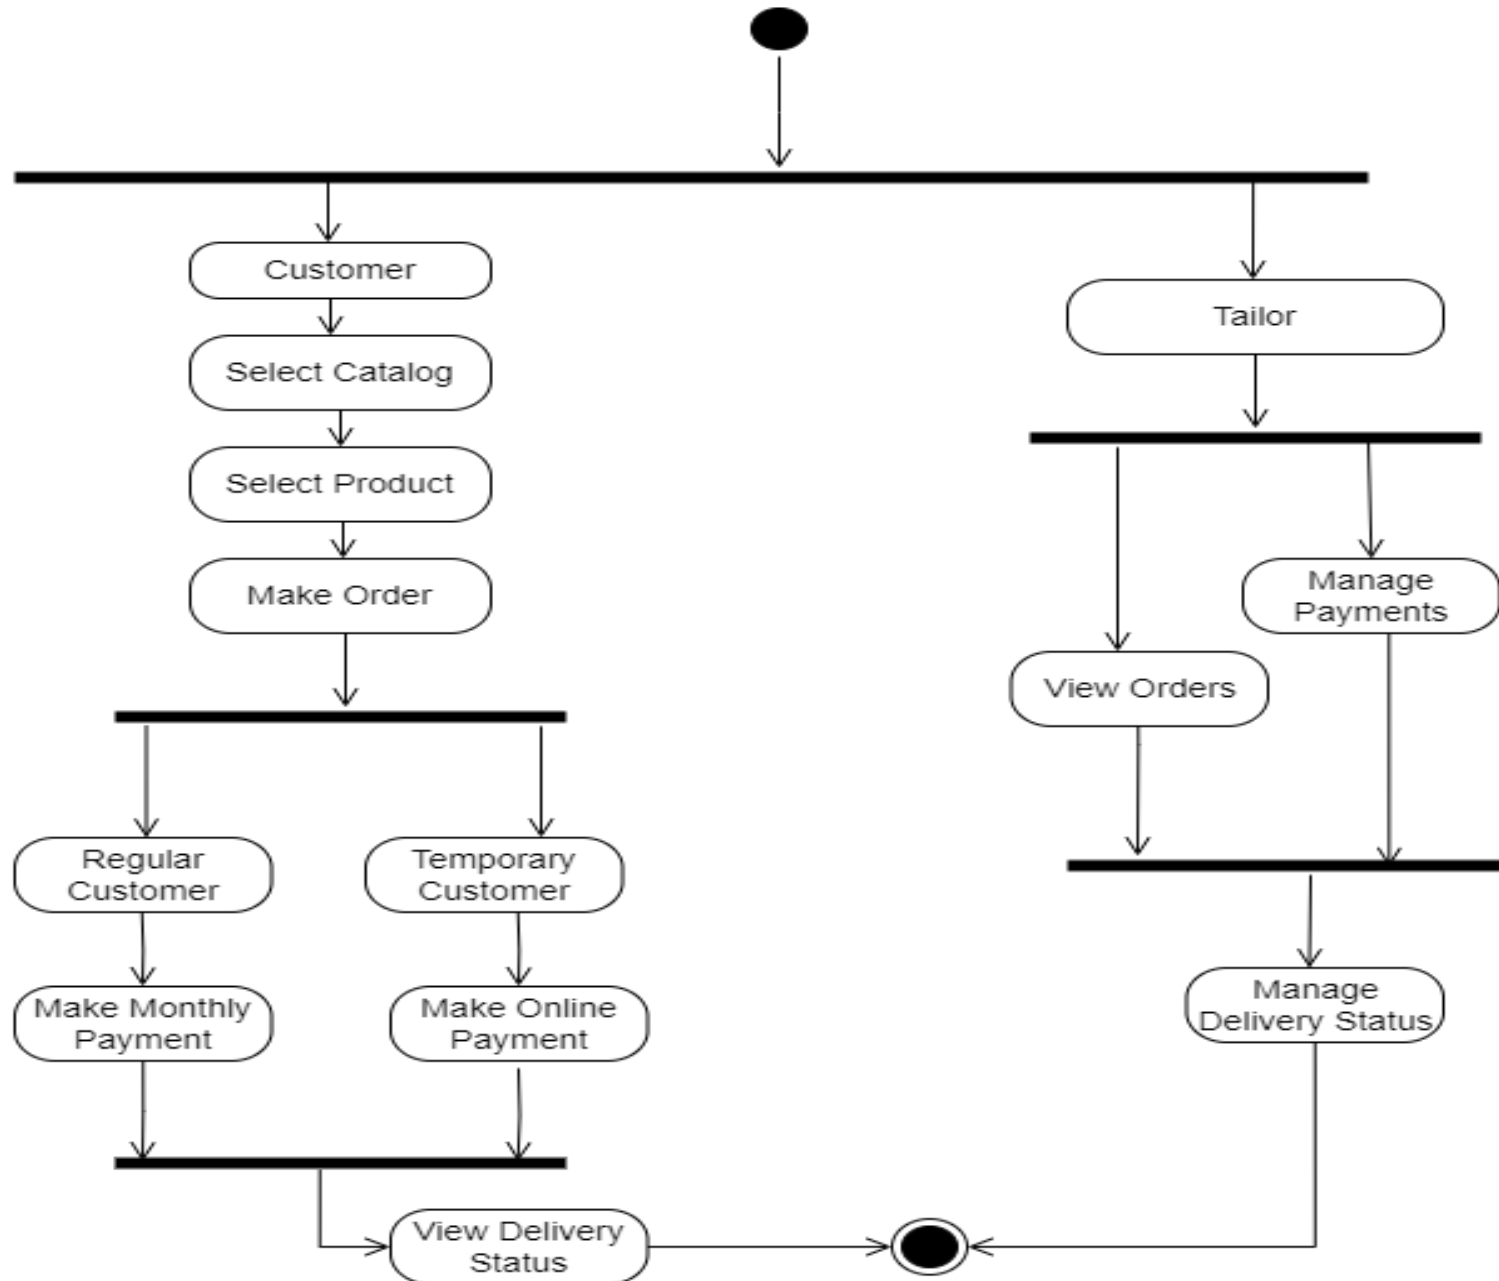 Customer
Tailor
Select Catalog
Select Product
Make Order
Manage
Payments
View Orders
Regular
Customer
Temporary
Customer
Make Monthly
Payment
Make Online
Payment
Manage
Delivery Status
View Delivery
Status